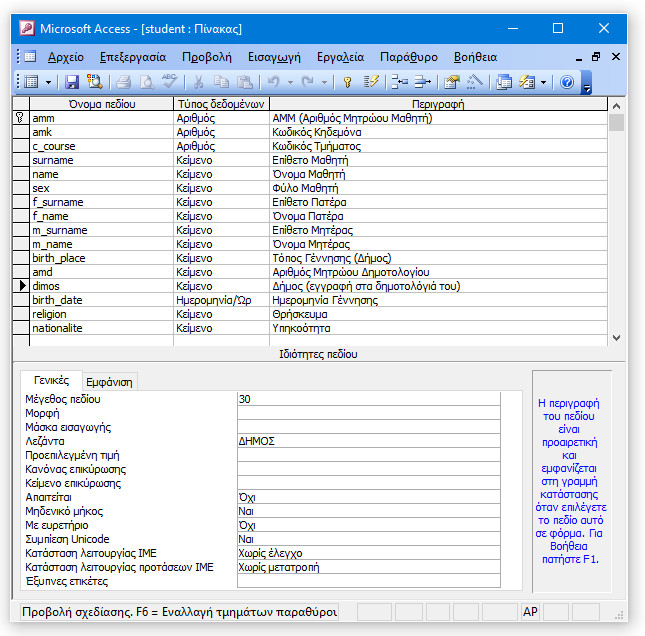 Microsoft Access - [student : Πίνακας]
Αρχείο Επεξεργασία Προβολή Εισαγωγή Εργαλεία Παράθυρο Βοήθεια
Όνομα πεδίου Τύπος δεδομένων Περιγραφή
amm Αριθμός ΑΜΜ (Αριθμός Μητρώου Μαθητή)
amk Αριθμός Κωδικός Κηδεμόνα
c_course Αριθμός Κωδικός Τμήματος
surname Κείμενο Επίθετο Μαθητή
name Κείμενο Όνομα Μαθητή
sex Κείμενο Φύλο Μαθητή
f_surname Κείμενο Επίθετο Πατέρα
f_name Κείμενο Όνομα Πατέρα
m_surname Κείμενο Επίθετο Μητέρας
m_name Κείμενο Όνομα Μητέρας
birth_place Κείμενο Τόπος Γέννησης (Δήμος)
amd Κείμενο Αριθμός Μητρώου Δημοτολογίου
dimos Κείμενο Δήμος (εγγραφή στα δημοτολόγιά του)
birth_date Ημερομηνία/Ώρ Ημερομηνία Γέννησης
religion Κείμενο Θρήσκευμα
nationalite Κείμενο Υπηκοότητα
Ιδιότητες πεδίου
Γενικές Εμφάνιση
Μέγεθος πεδίου 30
Μορφή
Μάσκα εισαγωγής
Λεζάντα ΔΗΜΟΣ
Προεπιλεγμένη τιμή
Κανόνας επικύρωσης
Κείμενο επικύρωσης
Απαιτείται Όχι
Μηδενικό μήκος Ναι
Με ευρετήριο Όχι
Συμπίεση Unicode Ναι
Κατάσταση λειτουργίας IME Χωρίς έλεγχο
Κατάσταση λειτουργίας προτάσεων IME Χωρίς μετατροπή
Έξυπνες ετικέτες
Η περιγραφή
του πεδίου
είναι
προαιρετική
και
εμφανίζεται
στη γραμμή
κατάστασης
όταν επιλέγετε
το πεδίο αυτό
σε φόρμα. Για
Βοήθεια
πατήστε F1.
Προβολή σχεδίασης. F6 = Εναλλαγή τμημάτων παραθύρου ΑΡ